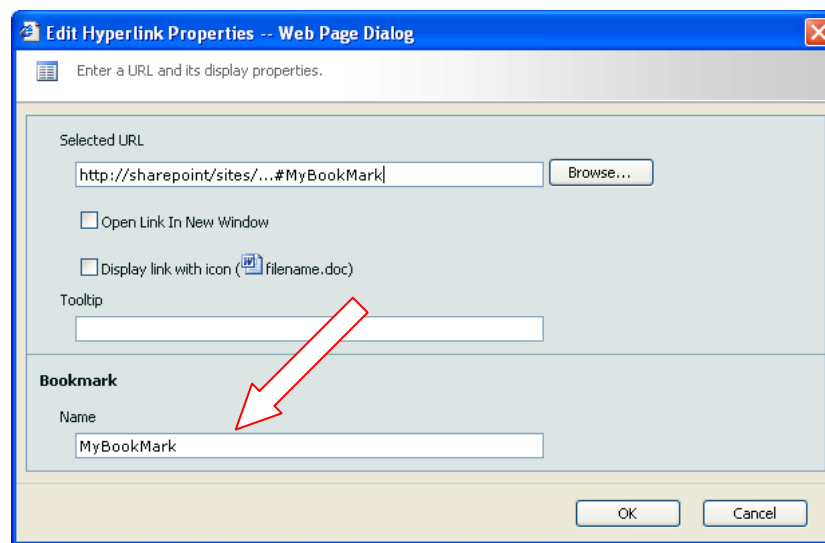 Edit Hyperlink Properties -- Web Page Dialog
Enter a URL and its display properties.
Selected URL
http://sharepoint/sites/...#MyBookMark
Browse...
Open Link In New Window
Display link with icon (filename.doc)
Tooltip
Bookmark
Name
MyBookMark
OK Cancel